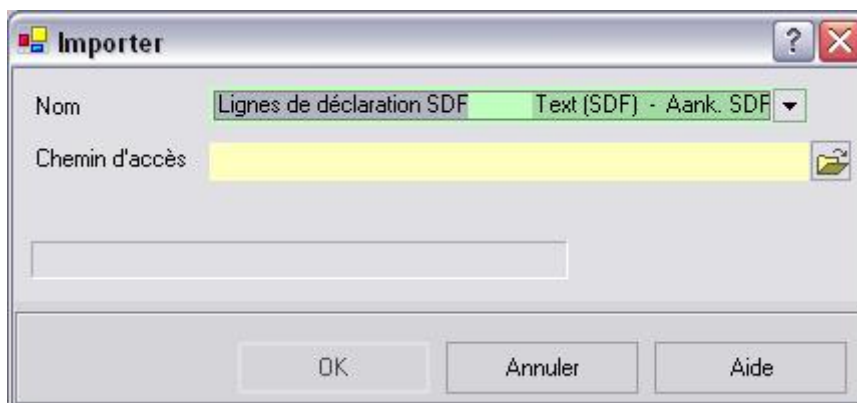 Importer
Nom Lignes de déclaration SDF Text (SDF) - Aank. SDF
Chemin d'accès
OK Annuler Aide